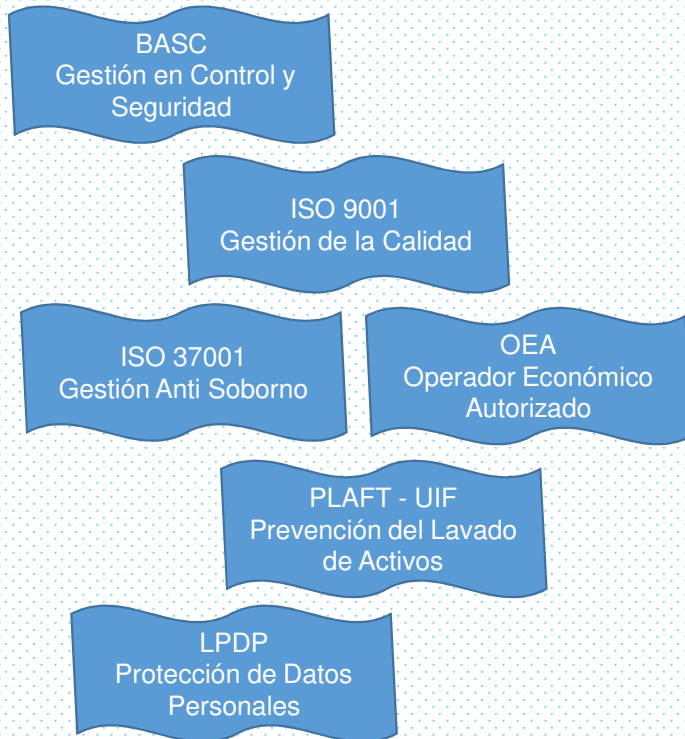 BASC
Gestión en Control y
Seguridad
ISO 9001
Gestión de la Calidad
ISO 37001
Gestión Anti Soborno
OEA
Operador Económico
Autorizado
PLAFT - UIF
Prevención del Lavado
de Activos
LPDP
Protección de Datos
Personales